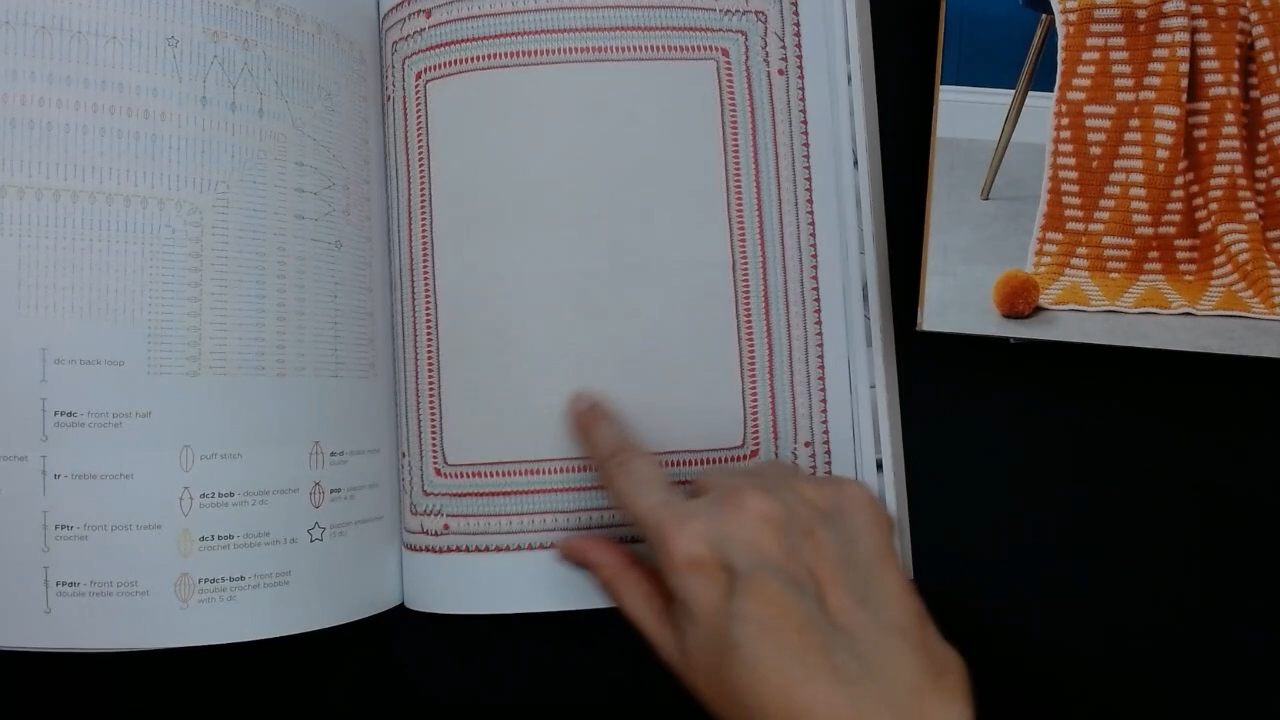 dc in back loop
FPdc - front post half
double crochet
tr - treble crochet
FPtr - front post treble
crochet
FPdtr - front post
double treble crochet
puff stitch
dc2 bob - double crochet
bobble with 2 dc
dc3 bob - double
crochet bobble with 3 dc
FPdc5-bob - front post
double crochet bobble
with 5 dc